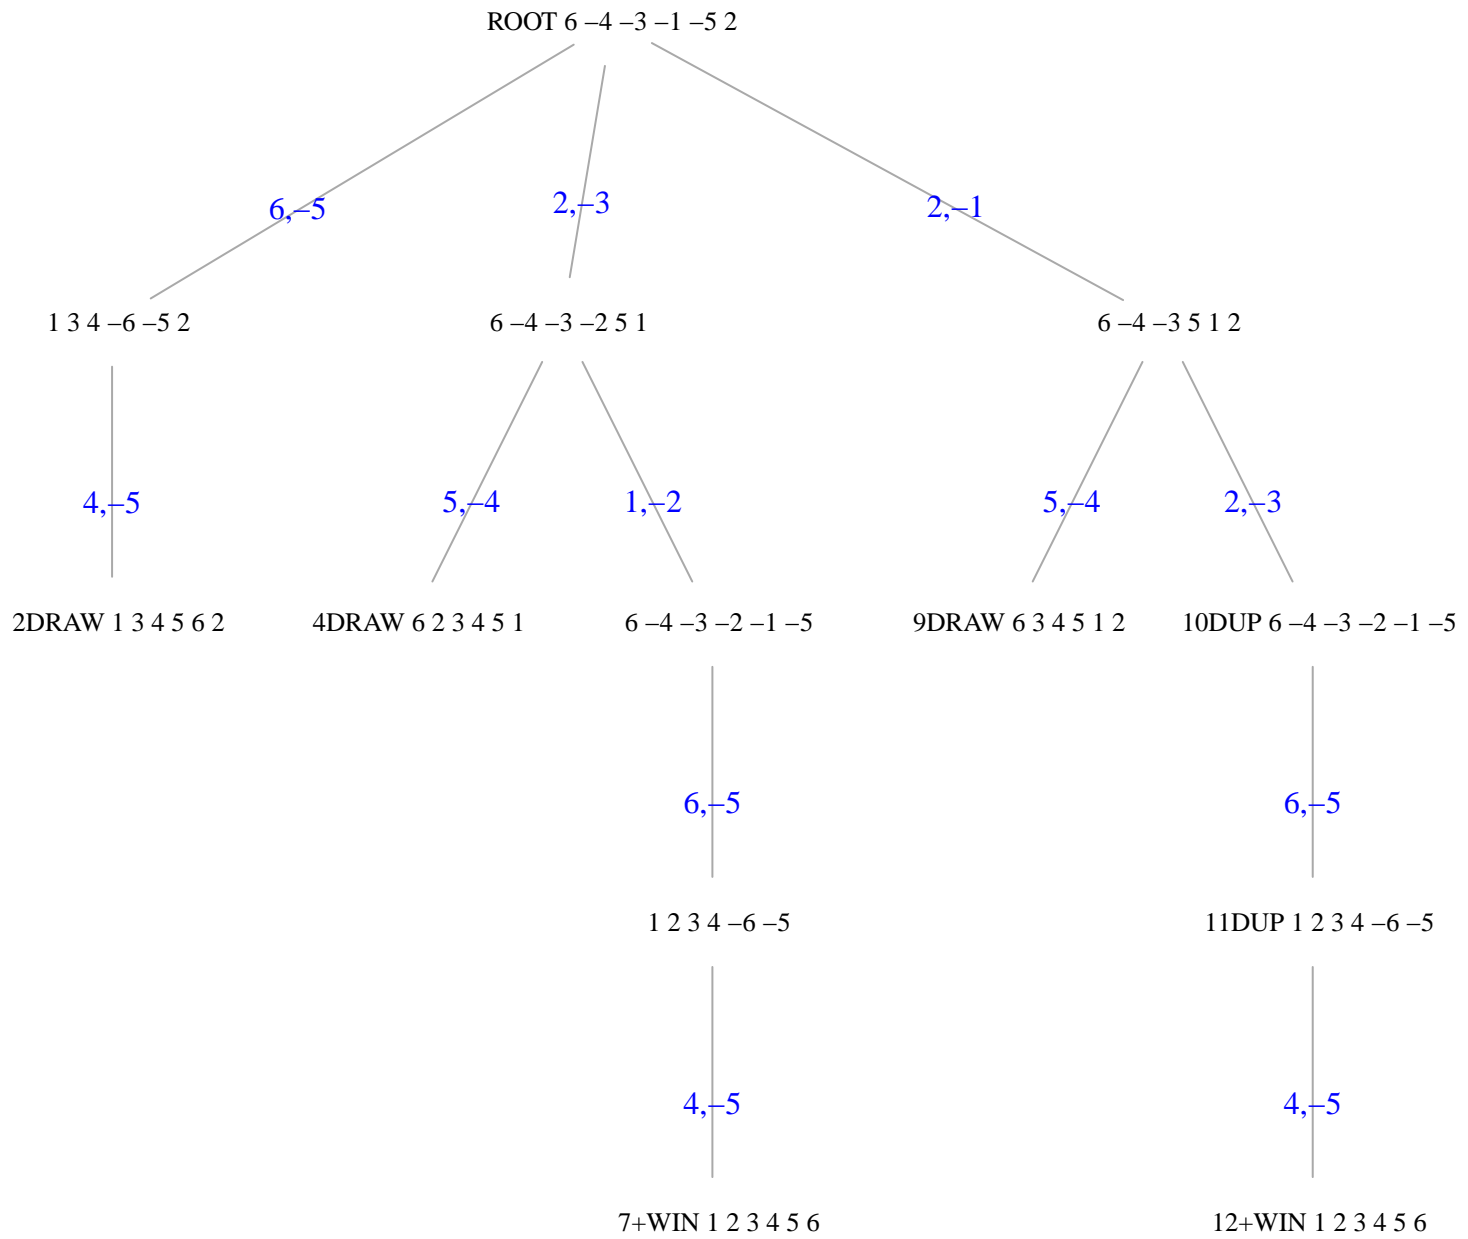 ROOT 6 –4 –3 –1 –5 2
6,–5
2,–3
2,–1
1 3 4 –6 –5 2
6 –4 –3 –2 5 1
6 –4 –3 5 1 2
4,–5
5,–4
1,–2
5,–4
2,–3
2DRAW 1 3 4 5 6 2
4DRAW 6 2 3 4 5 1
6 –4 –3 –2 –1 –5
9DRAW 6 3 4 5 1 2
10DUP 6 –4 –3 –2 –1 –5
6,–5
6,–5
1 2 3 4 –6 –5
11DUP 1 2 3 4 –6 –5
4,–5
4,–5
7+WIN 1 2 3 4 5 6
12+WIN 1 2 3 4 5 6